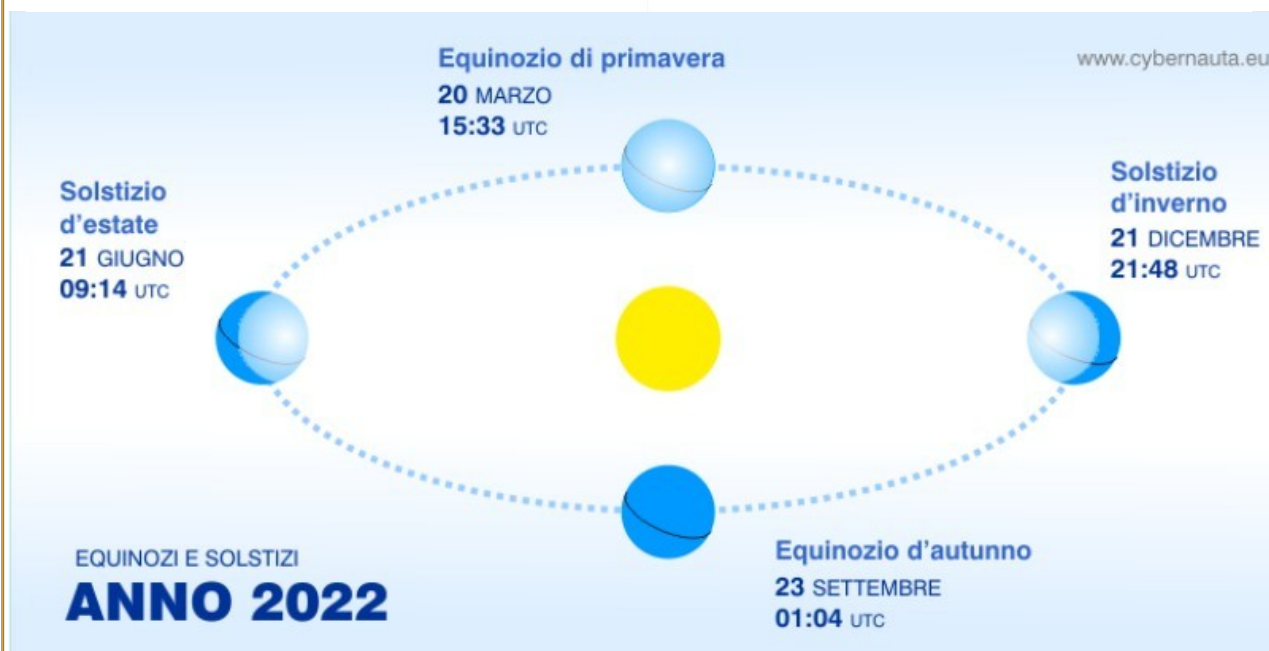 Equinozio di primavera
20 MARZO
15:33 UTC
www.cybernauta.eu
Solstizio
d'estate
21 GIUGNO
09:14 UTC
Solstizio
d'inverno
21 DICEMBRE
21:48 UTC
EQUINOZI E SOLSTIZI
ANNO 2022
Equinozio d'autunno
23 SETTEMBRE
01:04 UTC